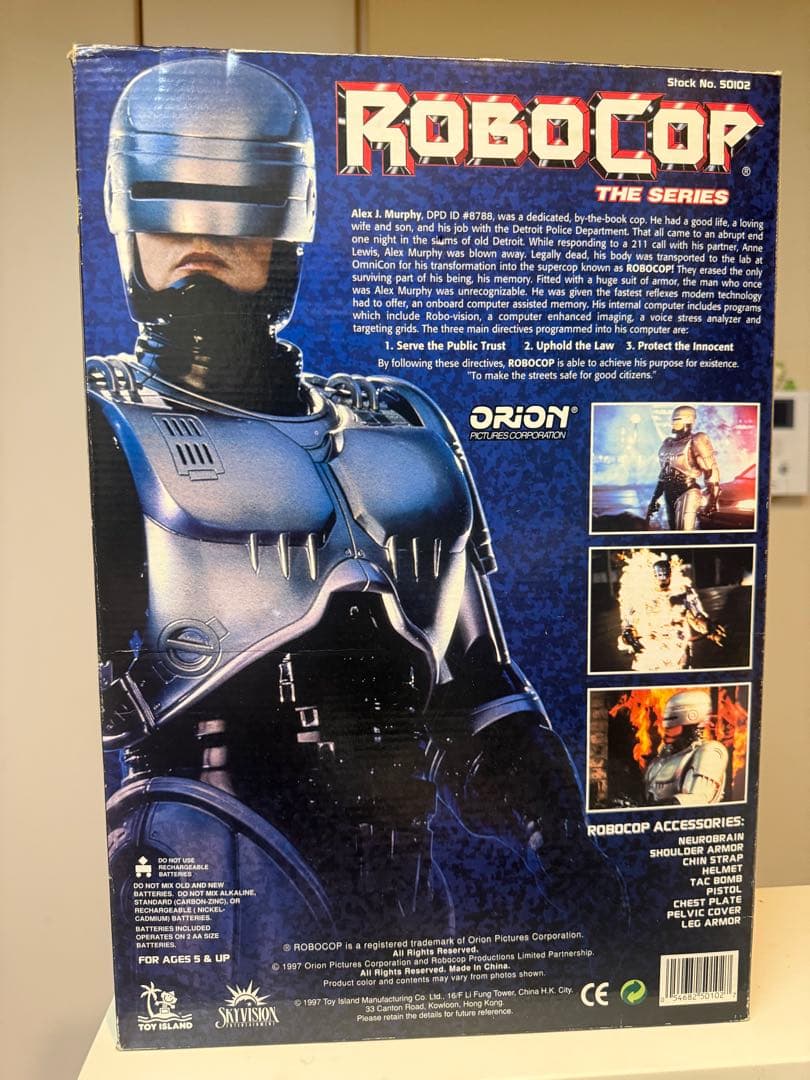 Stock No. 50102
ROBOCOP®
THE SERIES
Alex J. Murphy, DPD ID #8788, was a dedicated, by-the-book cop. He had a good life, a loving
wife and son, and his job with the Detroit Police Department. That all came to an abrupt end
one night in the slums of old Detroit. While responding to a 211 call with his partner, Anne
Lewis, Alex Murphy was blown away. Legally dead, his body was transported to the lab at
OmniCon for his transformation into the supercop known as ROBOCOP! They erased the only
surviving part of his being, his memory. Fitted with a huge suit of armor, the man who once
was Alex Murphy was unrecognizable. He was given the fastest reflexes modern technology
had to offer, an onboard computer assisted memory. His internal computer includes programs
which include Robo-vision, a computer enhanced imaging, a voice stress analyzer and
targeting grids. The three main directives programmed into his computer are:
1. Serve the Public Trust 2. Uphold the Law 3. Protect the Innocent
By following these directives, ROBOCOP is able to achieve his purpose for existence.
"To make the streets safe for good citizens."
ORION®
PICTURES CORPORATION
ROBOCOP ACCESSORIES:
NEUROBRAIN
SHOULDER ARMOR
CHIN STRAP
HELMET
TAC BOMB
PISTOL
CHEST PLATE
PELVIC COVER
LEG ARMOR
DO NOT USE
RECHARGEABLE
BATTERIES
DO NOT MIX OLD AND NEW
BATTERIES. DO NOT MIX ALKALINE,
STANDARD (CARBON-ZINC), OR
RECHARGEABLE (NICKEL-
CADMIUM) BATTERIES.
BATTERIES INCLUDED
OPERATES ON 2 AA SIZE
BATTERIES.
FOR AGES 5 & UP
® ROBOCOP is a registered trademark of Orion Pictures Corporation.
All Rights Reserved.
© 1997 Orion Pictures Corporation and Robocop Productions Limited Partnership.
All Rights Reserved. Made In China.
Product color and contents may vary from photos shown.
© 1997 Toy Island Manufacturing Co. Ltd., 16/F Li Fung Tower, China H.K. City,
33 Canton Road, Kowloon, Hong Kong.
Please retain the details for future reference.
TOY ISLAND
SKYVISION
ENTERTAINMENT
CE
54682 50102 7